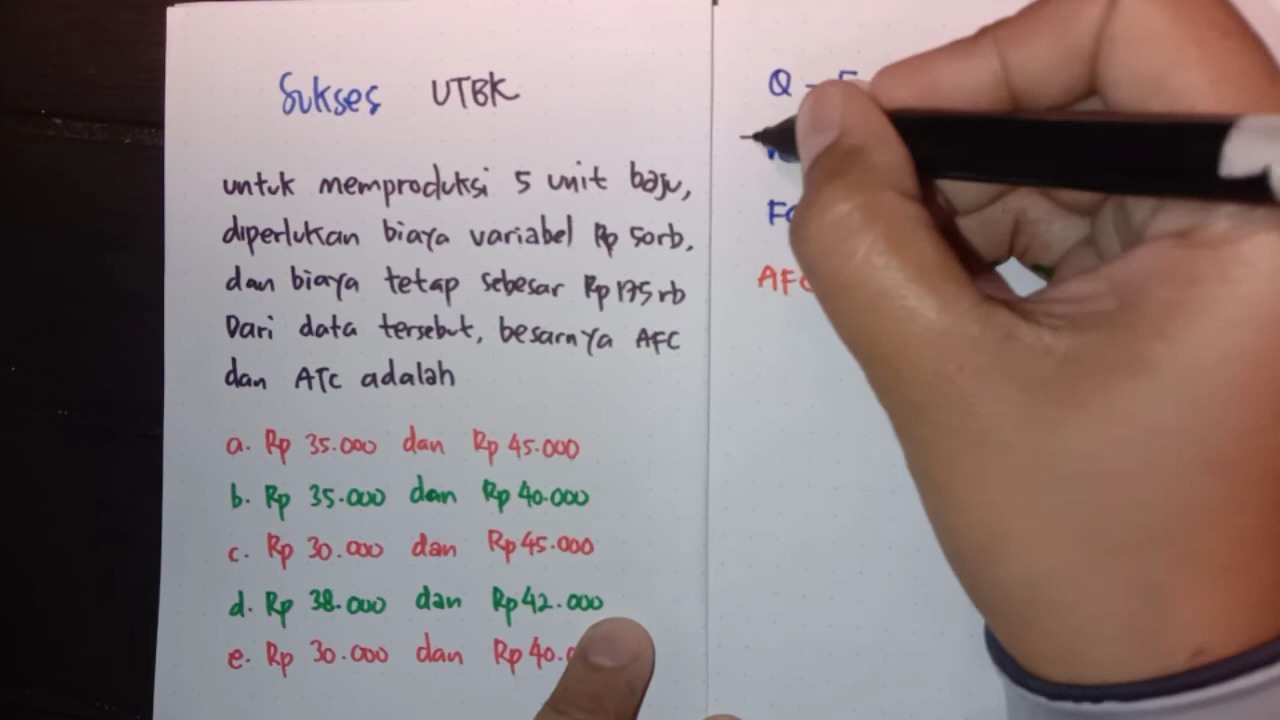 Sukses UTBK
untuk memproduksi 5 unit baju,
diperlukan biaya variabel Rp 50rb.
dan biaya tetap sebesar Rp 175rb
Dari data tersebut, besarnya AFC
dan ATC adalah
a. Rp 35.000 dan Rp 45.000
b. Rp 35.000 dan Rp 40.000
c. Rp 30.000 dan Rp 45.000
d. Rp 38.000 dan Rp 42.000
e. Rp 30.000 dan Rp 40.
Q
AFC